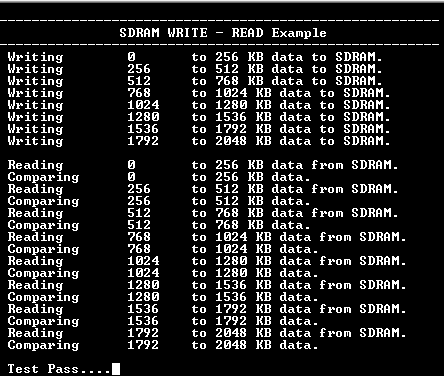 SDRAM WRITE - READ Example
Writing 0 to 256 KB data to SDRAM.
Writing 256 to 512 KB data to SDRAM.
Writing 512 to 768 KB data to SDRAM.
Writing 768 to 1024 KB data to SDRAM.
Writing 1024 to 1280 KB data to SDRAM.
Writing 1280 to 1536 KB data to SDRAM.
Writing 1536 to 1792 KB data to SDRAM.
Writing 1792 to 2048 KB data to SDRAM.
Reading 0 to 256 KB data from SDRAM.
Comparing 0 to 256 KB data.
Reading 256 to 512 KB data from SDRAM.
Comparing 256 to 512 KB data.
Reading 512 to 768 KB data from SDRAM.
Comparing 512 to 768 KB data.
Reading 768 to 1024 KB data from SDRAM.
Comparing 768 to 1024 KB data.
Reading 1024 to 1280 KB data from SDRAM.
Comparing 1024 to 1280 KB data.
Reading 1280 to 1536 KB data from SDRAM.
Comparing 1280 to 1536 KB data.
Reading 1536 to 1792 KB data from SDRAM.
Comparing 1536 to 1792 KB data.
Reading 1792 to 2048 KB data from SDRAM.
Comparing 1792 to 2048 KB data.
Test Pass....